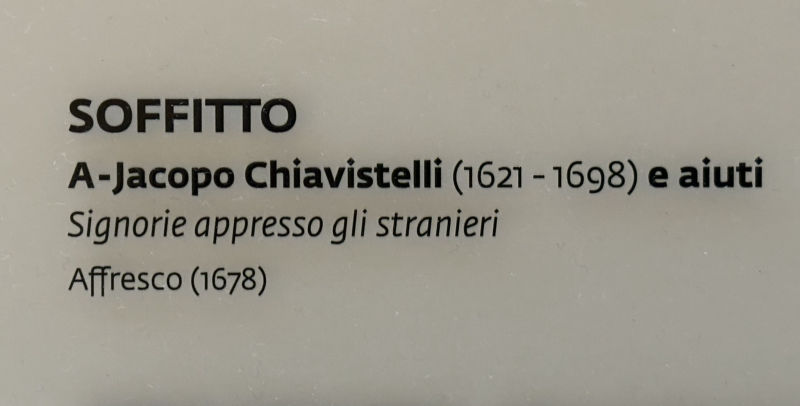 SOFFITTO
A-Jacopo Chiavistelli (1621 - 1698) e aiuti
Signorie appresso gli stranieri
Affresco (1678)